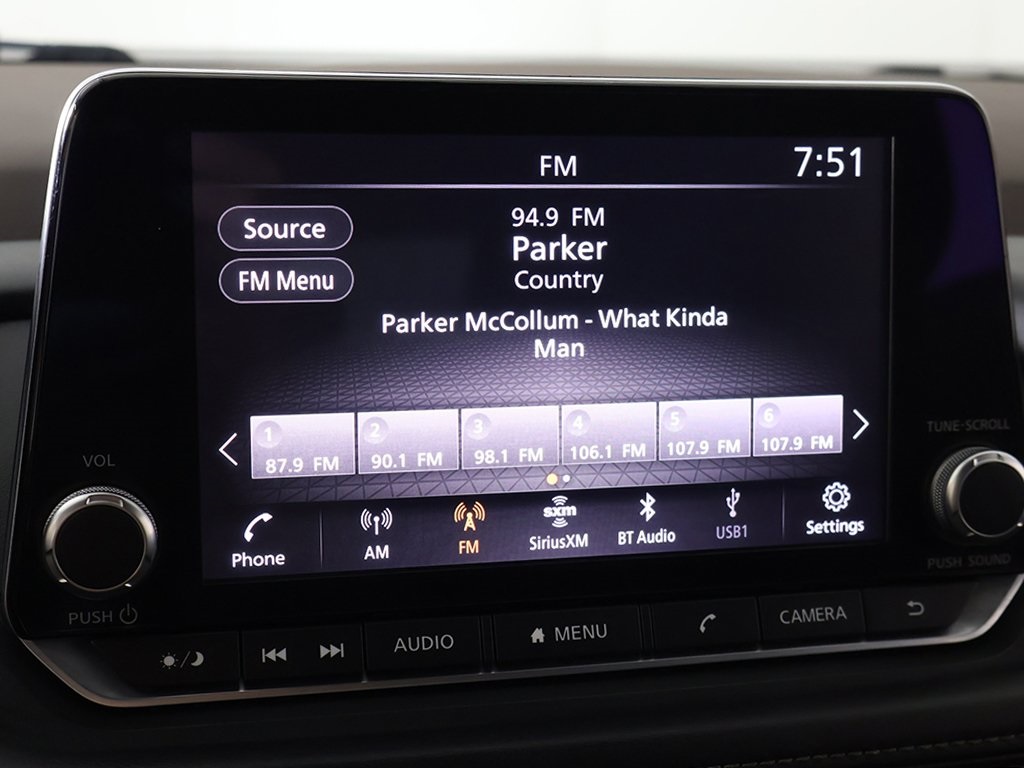 FM
7:51
Source
FM Menu
94.9 FM
Parker
Country
Parker McCollum - What Kinda
Man
1
87.9 FM
2
90.1 FM
3
98.1 FM
4
106.1 FM
5
107.9 FM
6
107.9 FM
Phone
AM
FM
sxm
SiriusXM
BT Audio
USB1
Settings
VOL
PUSH
TUNE·SCROLL
PUSH SOUND
AUDIO
MENU
CAMERA